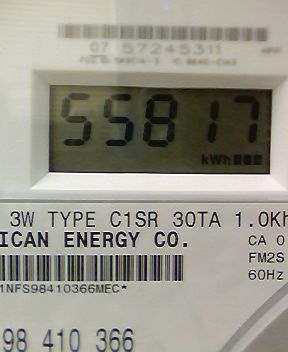 07 57245311
55817
kWh
3W TYPE C1SR 30TA 1.0Kh
ICAN ENERGY CO.
CA 0
FM2S
60Hz
1NFS98410366MEC*
98 410 366